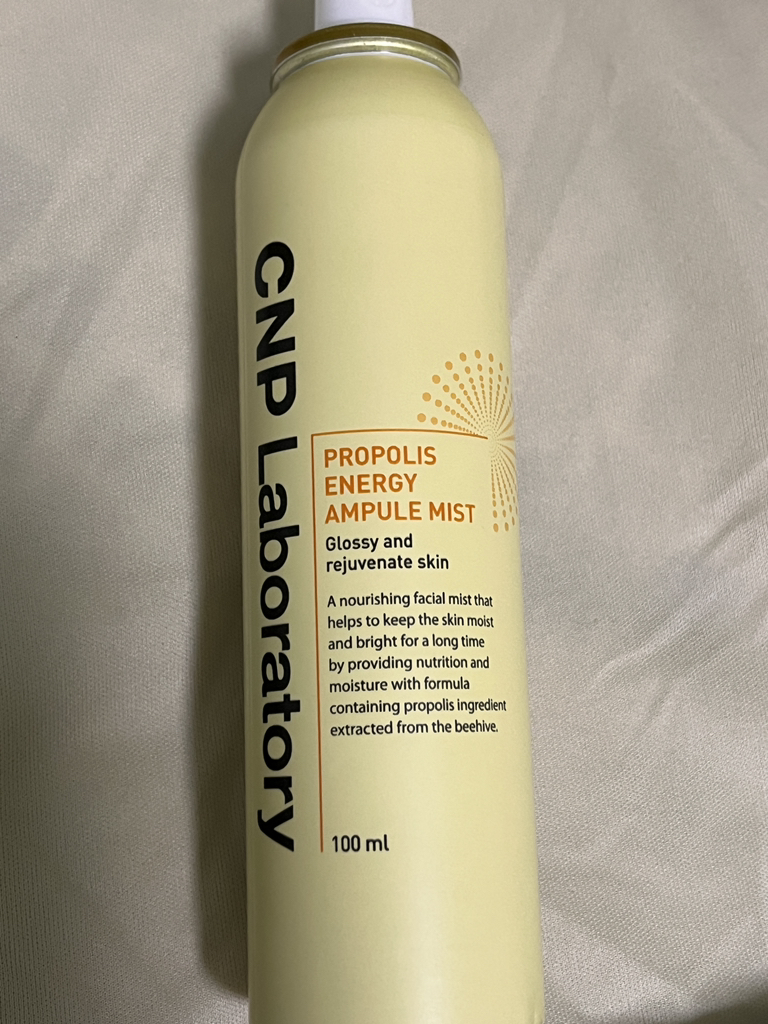 CNP Laboratory
PROPOLIS
ENERGY
AMPULE MIST
Glossy and
rejuvenate skin
A nourishing facial mist that
helps to keep the skin moist
and bright for a long time
by providing nutrition and
moisture with formula
containing propolis ingredient
extracted from the beehive.
100 ml